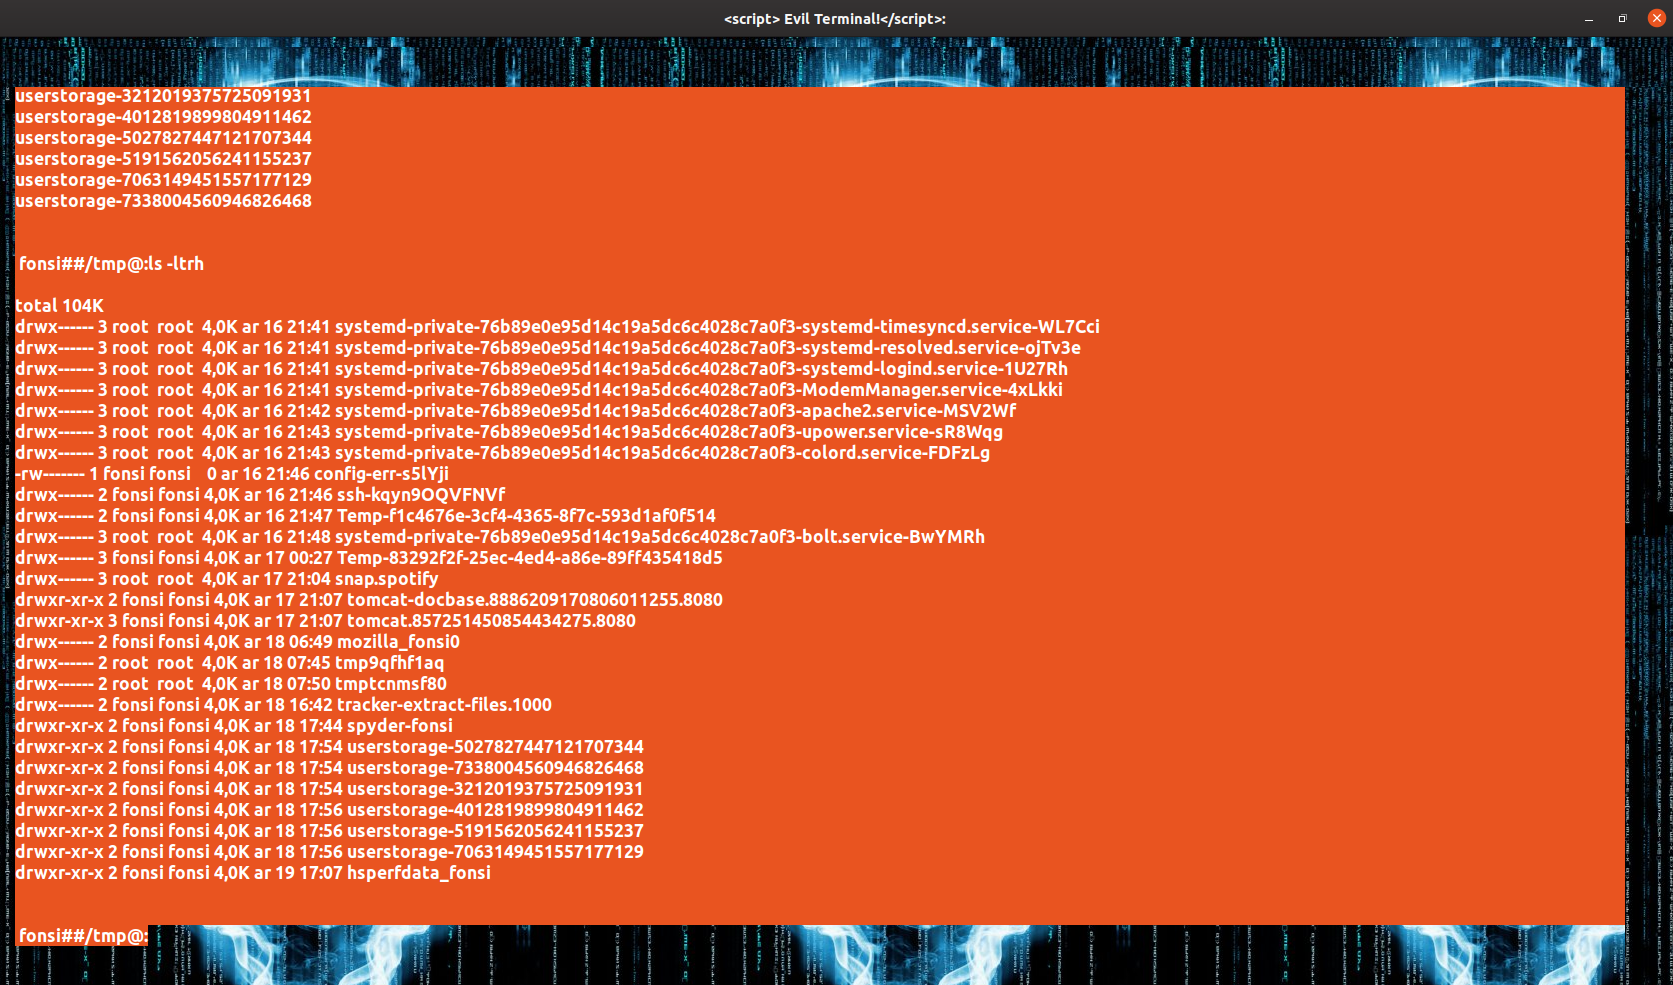 <script> Evil Terminal!</script>:
userstorage-3212019375725091931
userstorage-4012819899804911462
userstorage-5027827447121707344
userstorage-5191562056241155237
userstorage-7063149451557177129
userstorage-7338004560946826468
fonsi##/tmp@:ls -ltrh
total 104K
drwx------ 3 root  root  4,0K ar 16 21:41 systemd-private-76b89e0e95d14c19a5dc6c4028c7a0f3-systemd-timesyncd.service-WL7Cci
drwx------ 3 root  root  4,0K ar 16 21:41 systemd-private-76b89e0e95d14c19a5dc6c4028c7a0f3-systemd-resolved.service-ojTv3e
drwx------ 3 root  root  4,0K ar 16 21:41 systemd-private-76b89e0e95d14c19a5dc6c4028c7a0f3-systemd-logind.service-1U27Rh
drwx------ 3 root  root  4,0K ar 16 21:41 systemd-private-76b89e0e95d14c19a5dc6c4028c7a0f3-ModemManager.service-4xLkki
drwx------ 3 root  root  4,0K ar 16 21:42 systemd-private-76b89e0e95d14c19a5dc6c4028c7a0f3-apache2.service-MSV2Wf
drwx------ 3 root  root  4,0K ar 16 21:43 systemd-private-76b89e0e95d14c19a5dc6c4028c7a0f3-upower.service-sR8Wqg
drwx------ 3 root  root  4,0K ar 16 21:43 systemd-private-76b89e0e95d14c19a5dc6c4028c7a0f3-colord.service-FDFzLg
-rw------- 1 fonsi fonsi    0 ar 16 21:46 config-err-s5lYji
drwx------ 2 fonsi fonsi 4,0K ar 16 21:46 ssh-kqyn9OQVFNVf
drwx------ 2 fonsi fonsi 4,0K ar 16 21:47 Temp-f1c4676e-3cf4-4365-8f7c-593d1af0f514
drwx------ 3 root  root  4,0K ar 16 21:48 systemd-private-76b89e0e95d14c19a5dc6c4028c7a0f3-bolt.service-BwYMRh
drwx------ 3 fonsi fonsi 4,0K ar 17 00:27 Temp-83292f2f-25ec-4ed4-a86e-89ff435418d5
drwx------ 3 root  root  4,0K ar 17 21:04 snap.spotify
drwxr-xr-x 2 fonsi fonsi 4,0K ar 17 21:07 tomcat-docbase.8886209170806011255.8080
drwxr-xr-x 3 fonsi fonsi 4,0K ar 17 21:07 tomcat.857251450854434275.8080
drwx------ 2 fonsi fonsi 4,0K ar 18 06:49 mozilla_fonsi0
drwx------ 2 root  root  4,0K ar 18 07:45 tmp9qfhf1aq
drwx------ 2 root  root  4,0K ar 18 07:50 tmptcnmsf80
drwx------ 2 fonsi fonsi 4,0K ar 18 16:42 tracker-extract-files.1000
drwxr-xr-x 2 fonsi fonsi 4,0K ar 18 17:44 spyder-fonsi
drwxr-xr-x 2 fonsi fonsi 4,0K ar 18 17:54 userstorage-5027827447121707344
drwxr-xr-x 2 fonsi fonsi 4,0K ar 18 17:54 userstorage-7338004560946826468
drwxr-xr-x 2 fonsi fonsi 4,0K ar 18 17:54 userstorage-3212019375725091931
drwxr-xr-x 2 fonsi fonsi 4,0K ar 18 17:56 userstorage-4012819899804911462
drwxr-xr-x 2 fonsi fonsi 4,0K ar 18 17:56 userstorage-5191562056241155237
drwxr-xr-x 2 fonsi fonsi 4,0K ar 18 17:56 userstorage-7063149451557177129
drwxr-xr-x 2 fonsi fonsi 4,0K ar 19 17:07 hsperfdata_fonsi
fonsi##/tmp@: